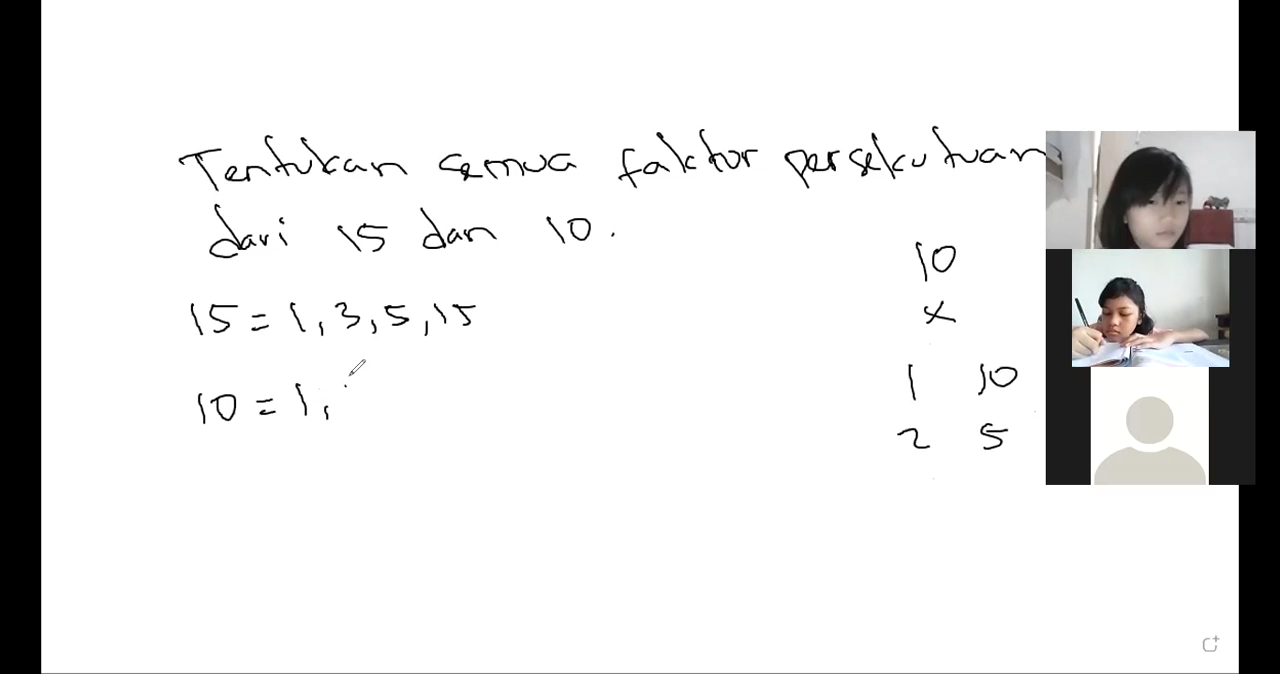 Tentukan semua faktor persekutuan
dari 15 dan 10.
15 = 1, 3, 5, 15
10 = 1,
10
x
1 10
2 5